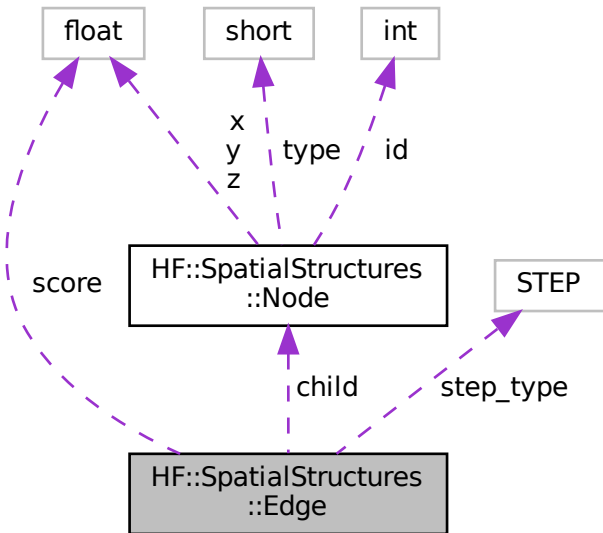 float
short
int
x
y
z
type
id
HF::SpatialStructures
::Node
STEP
score
child
step_type
HF::SpatialStructures
::Edge